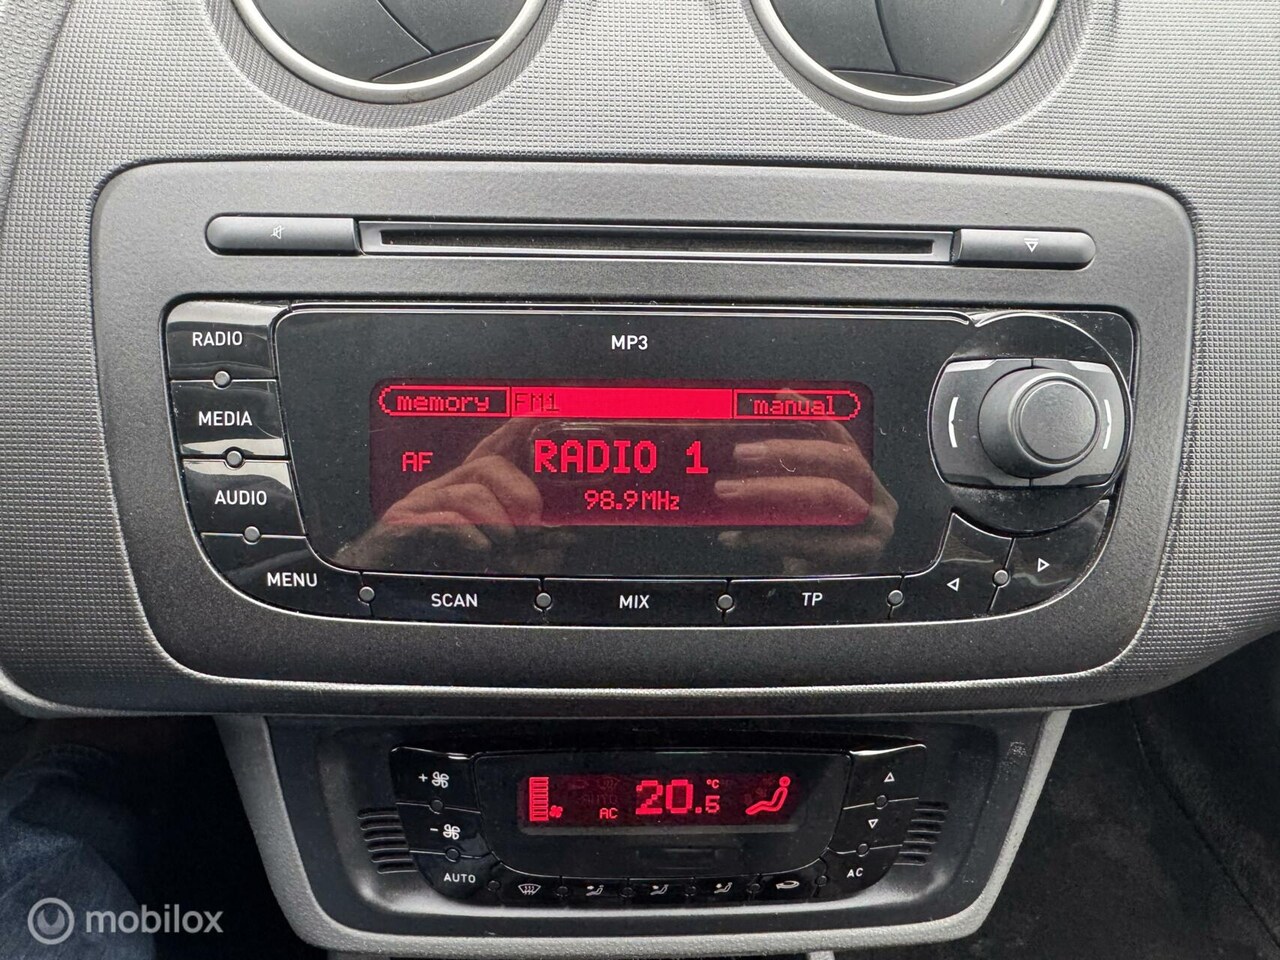 MP3
RADIO
MEDIA
AUDIO
MENU
memory FM1 manual
AF RADIO 1
98.9MHz
SCAN MIX TP
AC 20.5 °C
AUTO AC
mobilox